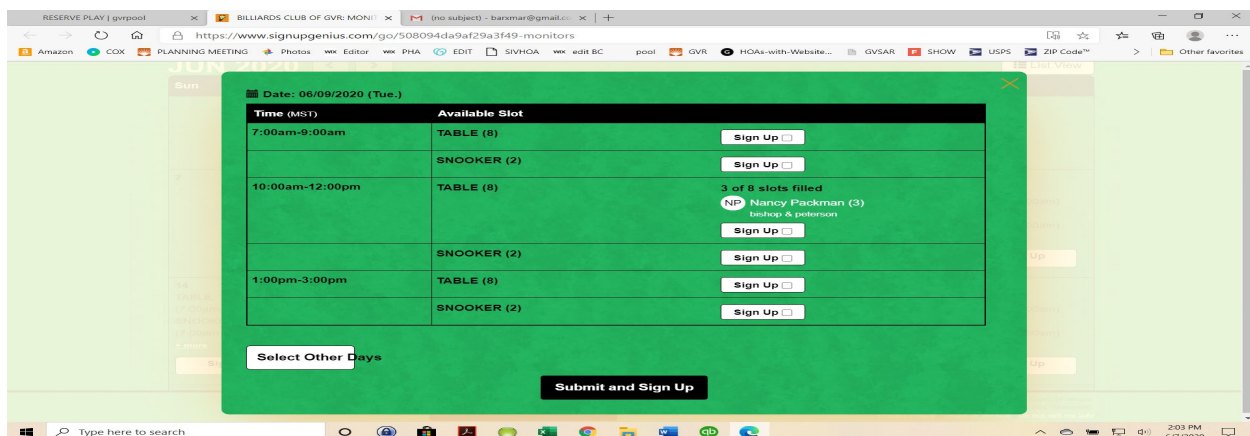 RESERVE PLAY | gvrpool
BILLIARDS CLUB OF GVR: MONIT
(no subject) - barxmar@gmail.co
https://www.signupgenius.com/go/508094da9af29a3f49-monitors
Amazon COX PLANNING MEETING Photos WIX Editor WIX PHA EDIT SIVHOA WIX edit BC pool GVR HOAs-with-Website... GVSAR SHOW USPS ZIP Code™ Other favorites
JUN 2020
List View
Sun
Date: 06/09/2020 (Tue.)
Time (MST) Available Slot
7:00am-9:00am TABLE (8) Sign Up
SNOOKER (2) Sign Up
10:00am-12:00pm TABLE (8) 3 of 8 slots filled
NP Nancy Packman (3)
bishop & peterson
Sign Up
SNOOKER (2) Sign Up
1:00pm-3:00pm TABLE (8) Sign Up
SNOOKER (2) Sign Up
7
14
Select Other Days
Submit and Sign Up
Type here to search
2:03 PM